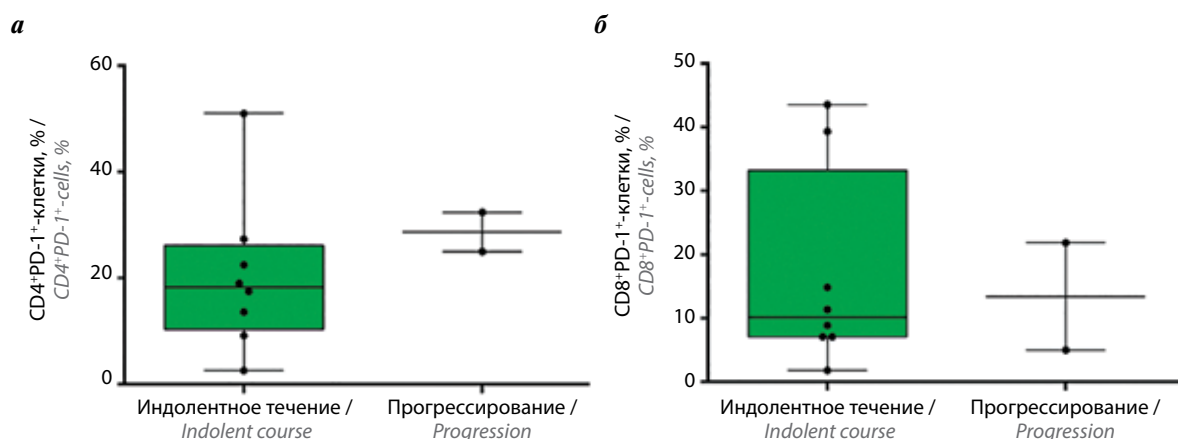 а
CD4⁺PD-1⁺-клетки, % /
CD4⁺PD-1⁺-cells, %
60
40
20
0
Индолентное течение /
Indolent course
Прогрессирование /
Progression
б
CD8⁺PD-1⁺-клетки, % /
CD8⁺PD-1⁺-cells, %
50
40
30
20
10
0
Индолентное течение /
Indolent course
Прогрессирование /
Progression